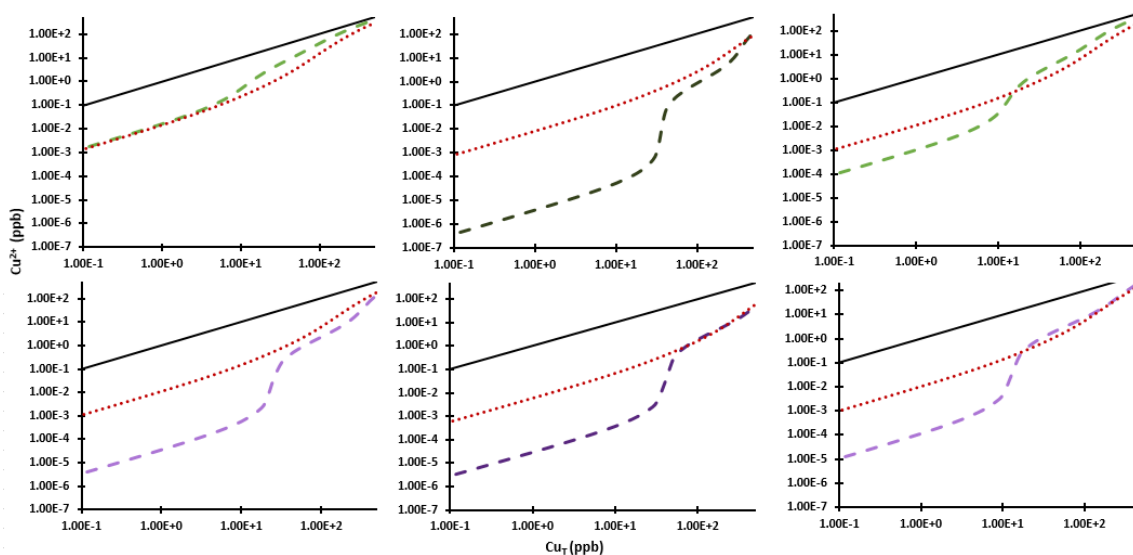 1.00E+2 1.00E+2 1.00E+2
1.00E+1 1.00E+1 1.00E+1
1.00E+0 1.00E+0 1.00E+0
1.00E-1 1.00E-1 1.00E-1
1.00E-2 1.00E-2 1.00E-2
1.00E-3 1.00E-3 1.00E-3
1.00E-4 1.00E-4 1.00E-4
1.00E-5 1.00E-5 1.00E-5
1.00E-6 1.00E-6 1.00E-6
1.00E-7 1.00E-7 1.00E-7
1.00E-1 1.00E+0 1.00E+1 1.00E+2 1.00E-1 1.00E+0 1.00E+1 1.00E+2 1.00E-1 1.00E+0 1.00E+1 1.00E+2
Cu²⁺ (ppb)
1.00E+2 1.00E+2 1.00E+2
1.00E+1 1.00E+1 1.00E+1
1.00E+0 1.00E+0 1.00E+0
1.00E-1 1.00E-1 1.00E-1
1.00E-2 1.00E-2 1.00E-2
1.00E-3 1.00E-3 1.00E-3
1.00E-4 1.00E-4 1.00E-4
1.00E-5 1.00E-5 1.00E-5
1.00E-6 1.00E-6 1.00E-6
1.00E-7 1.00E-7 1.00E-7
1.00E-1 1.00E+0 1.00E+1 1.00E+2 1.00E-1 1.00E+0 1.00E+1 1.00E+2 1.00E-1 1.00E+0 1.00E+1 1.00E+2
Cu_T (ppb)